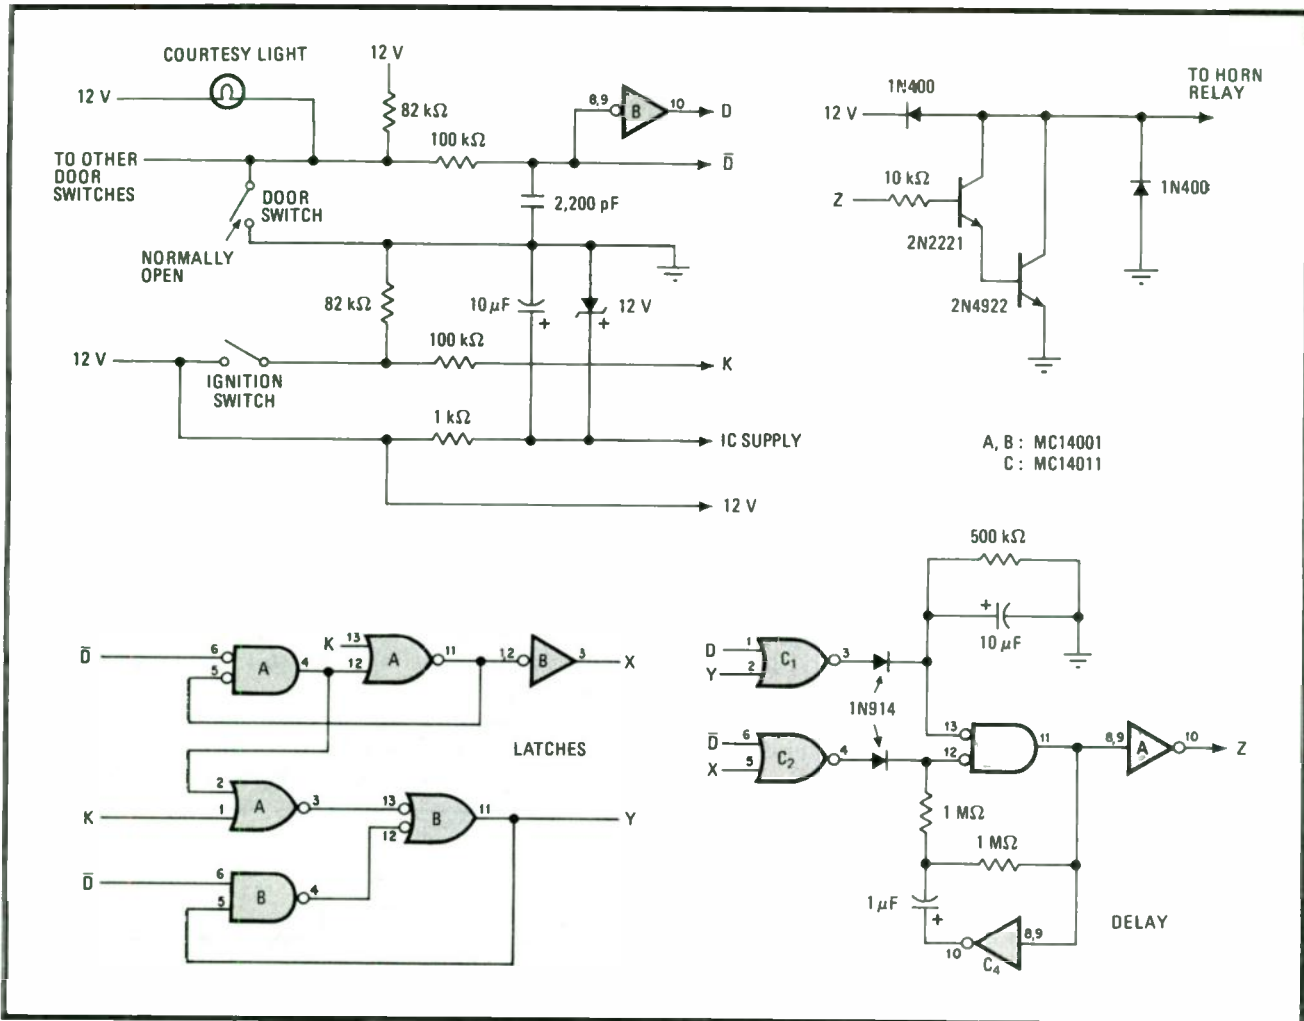 COURTESY LIGHT
12 V
12 V
82 kΩ
100 kΩ
8,9
B
10
D
TO OTHER
DOOR
SWITCHES
D̅
DOOR
SWITCH
2,200 pF
NORMALLY
OPEN
82 kΩ
10 μF
+
12 V
+
12 V
100 kΩ
K
IGNITION
SWITCH
1 kΩ
IC SUPPLY
12 V
1N400
TO HORN
RELAY
12 V
10 kΩ
Z
1N400
2N2221
2N4922
A, B : MC14001
C : MC14011
D̅
6
5
A
4
K
13
12
A
11
1,2
B
3
X
LATCHES
2
K
1
A
3
13
12
B
11
Y
D̅
6
5
B
4
500 kΩ
+
10 μF
D
1
Y
2
C1
3
1N914
D̅
6
X
5
C2
4
13
12
11
8,9
A
10
Z
1 MΩ
1 MΩ
1 μF
+
DELAY
10
8,9
C4